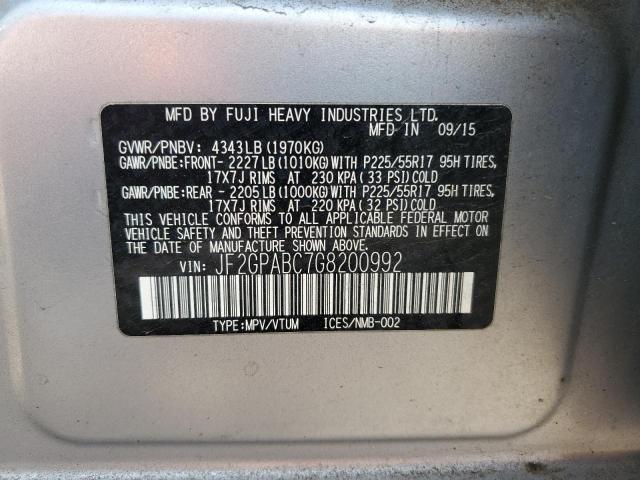 MFD BY FUJI HEAVY INDUSTRIES LTD.
MFD IN 09/15
GVWR/PNBV: 4343LB(1970KG)
GAWR/PNBE:FRONT- 2227LB(1010KG)WITH P225/55R17 95H TIRES,
17X7J RIMS AT 230 KPA(33 PSI)COLD
GAWR/PNBE:REAR - 2205LB(1000KG)WITH P225/55R17 95H TIRES,
17X7J RIMS AT 220 KPA(32 PSI)COLD
THIS VEHICLE CONFORMS TO ALL APPLICABLE FEDERAL MOTOR
VEHICLE SAFETY, AND THEFT PREVENTION STANDARDS IN EFFECT
ON THE DATE OF MANUFACTURE SHOWN ABOVE.
VIN: JF2GPABC7G8200992
TYPE:MPV/VTUM ICES/NMB-002